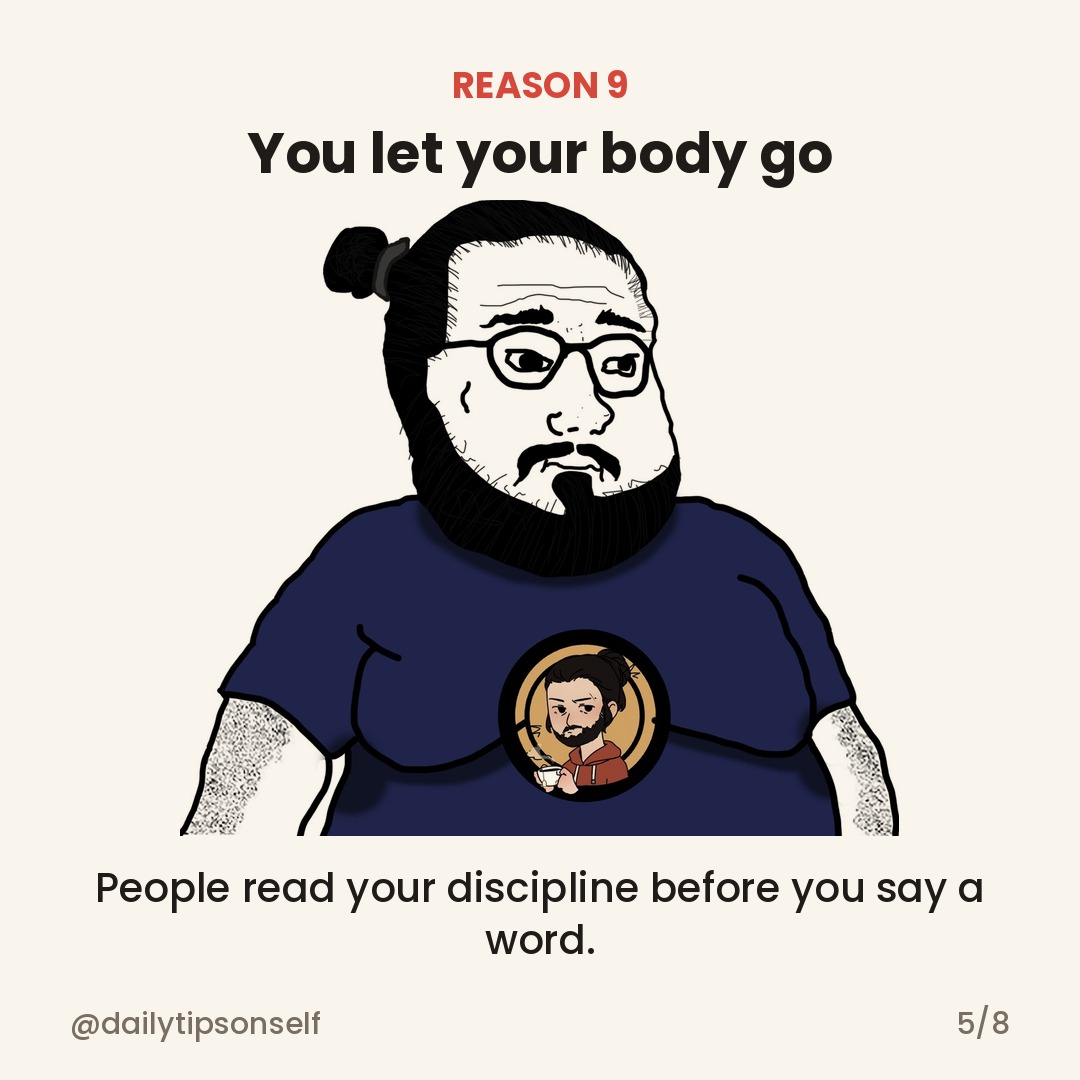 REASON 9
You let your body go
People read your discipline before you say a
word.
@dailytipsonself
5/8